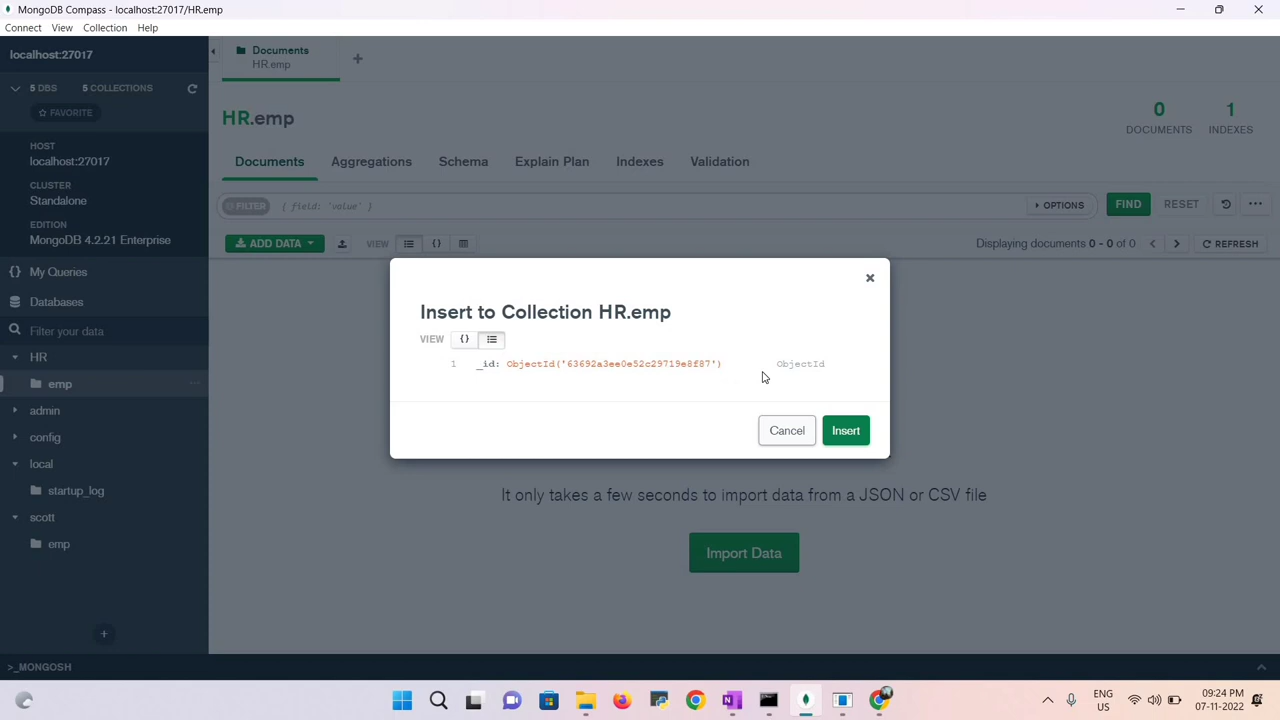 MongoDB Compass - localhost:27017/HR.emp
Connect View Collection Help
localhost:27017
5 DBS 5 COLLECTIONS
FAVORITE
HOST
localhost:27017
CLUSTER
Standalone
EDITION
MongoDB 4.2.21 Enterprise
My Queries
Databases
Filter your data
HR
emp
admin
config
local
startup_log
scott
emp
Documents
HR.emp
HR.emp
0
DOCUMENTS
1
INDEXES
Documents Aggregations Schema Explain Plan Indexes Validation
FILTER { field: 'value' } OPTIONS FIND RESET
ADD DATA VIEW {} Displaying documents 0 - 0 of 0 REFRESH
Insert to Collection HR.emp
VIEW {}
1 _id: ObjectId('63692a3ee0e52c29719e8f87') ObjectId
Cancel Insert
It only takes a few seconds to import data from a JSON or CSV file
Import Data
>_MONGOSH
ENG
US
09:24 PM
07-11-2022